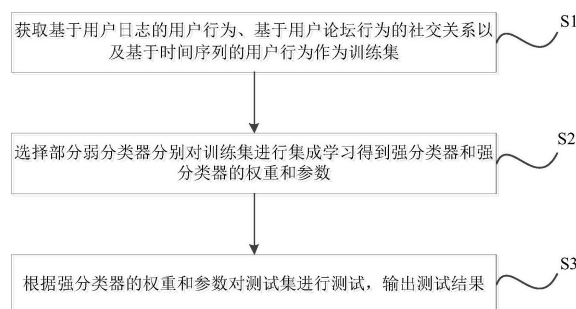 获取基于用户日志的用户行为、基于用户论坛行为的社交关系以
及基于时间序列的用户行为作为训练集
S1
选择部分弱分类器分别对训练集进行集成学习得到强分类器和强
分类器的权重和参数
S2
根据强分类器的权重和参数对测试集进行测试，输出测试结果
S3